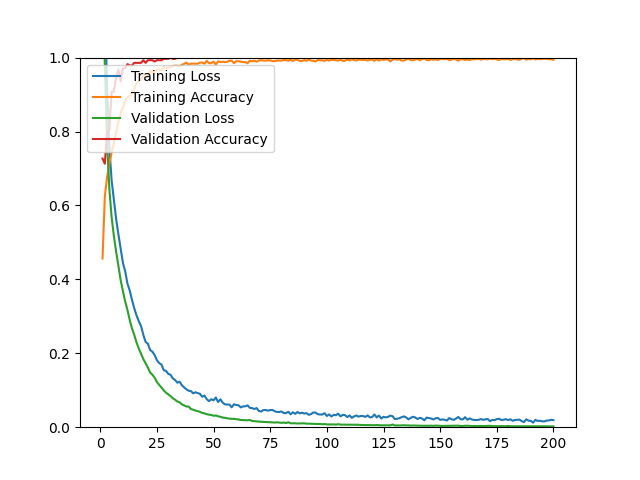 1.0
0.8
0.6
0.4
0.2
0.0
Training Loss
Training Accuracy
Validation Loss
Validation Accuracy
0 25 50 75 100 125 150 175 200